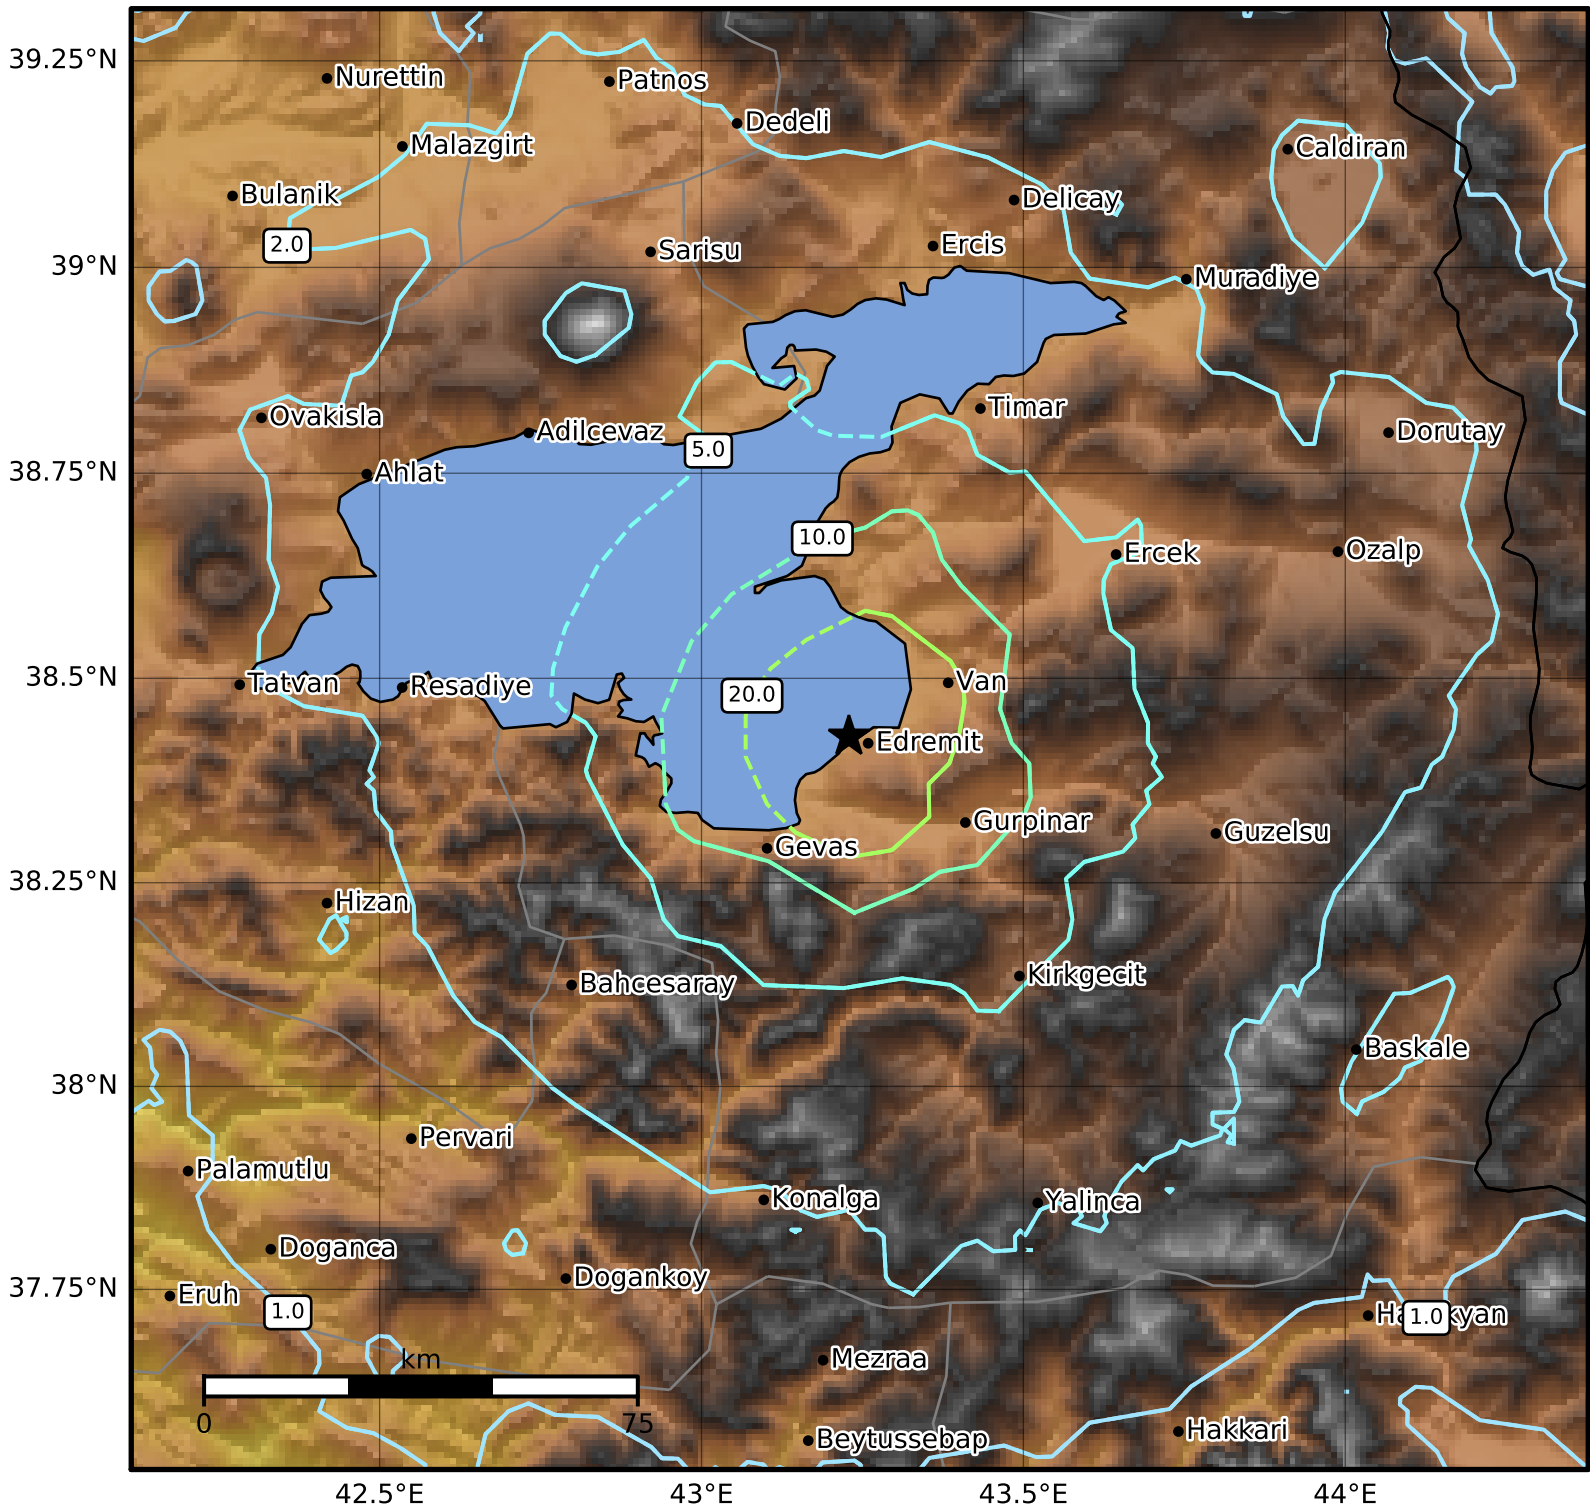 39.25°N
Nurettin
Patnos
Dedeli
Malazgirt
Caldiran
Bulanik
Delicay
2.0
Sarisu
Ercis
39°N
Muradiye
Ovakisla
Adilcevaz
Timar
Dorutay
5.0
38.75°N
Ahlat
10.0
Ercek
Ozalp
38.5°N
Tatvan
Resadiye
20.0
Van
Edremit
Gurpinar
Guzelsu
Gevas
38.25°N
Hizan
Bahcesaray
Kirkgecit
Baskale
38°N
Pervari
Palamutlu
Konalga
Yalinca
Doganca
Dogankoy
37.75°N
Eruh
1.0
1.0
km
Mezraa
0
75
Beytussebap
Hakkari
42.5°E
43°E
43.5°E
44°E